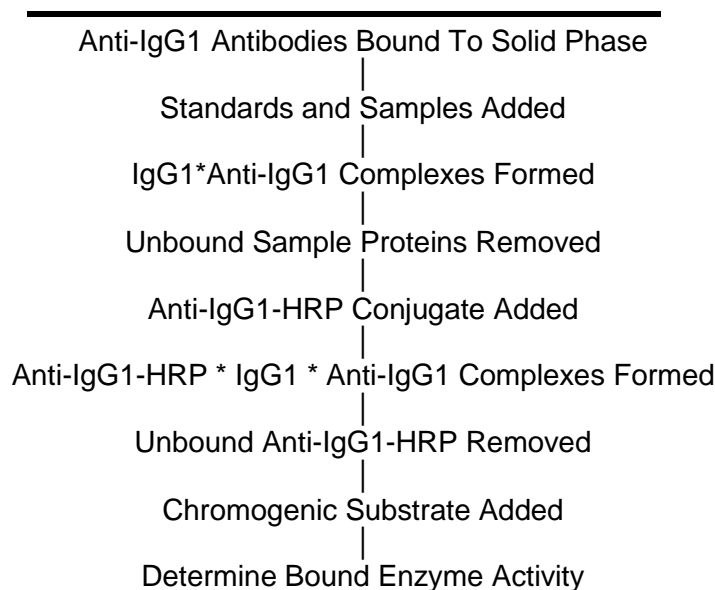 Anti-IgG1 Antibodies Bound To Solid Phase
Standards and Samples Added
IgG1*Anti-IgG1 Complexes Formed
Unbound Sample Proteins Removed
Anti-IgG1-HRP Conjugate Added
Anti-IgG1-HRP * IgG1 * Anti-IgG1 Complexes Formed
Unbound Anti-IgG1-HRP Removed
Chromogenic Substrate Added
Determine Bound Enzyme Activity